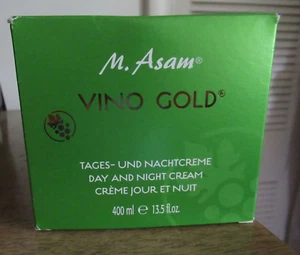 M. Asam®
VINO GOLD®
TAGES- UND NACHTCREME
DAY AND NIGHT CREAM
CRÈME JOUR ET NUIT
400 ml ℮ 13.5 fl.oz.